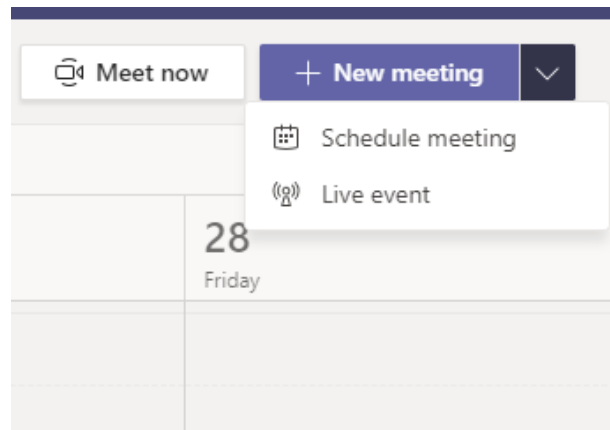 Meet now
+ New meeting
Schedule meeting
Live event
28
Friday